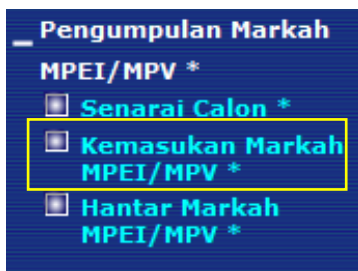 _ Pengumpulan Markah
MPEI/MPV *
Senarai Calon *
Kemasukan Markah
MPEI/MPV *
Hantar Markah
MPEI/MPV *